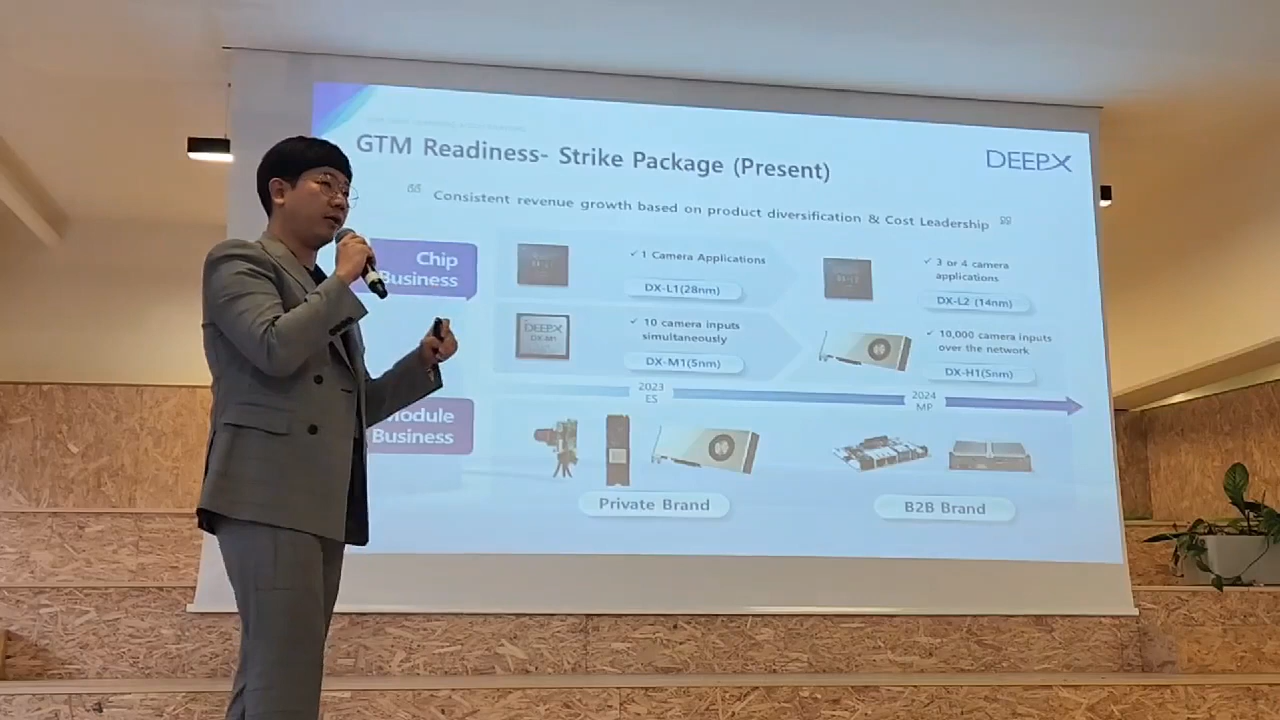 GTM Readiness- Strike Package (Present)
DEEPX
Consistent revenue growth based on product diversification & Cost Leadership
Chip
Business
✓ 1 Camera Applications
DX-L1(28nm)
✓ 3 or 4 camera
applications
DX-L2 (14nm)
DEEPX
DX-M1
✓ 10 camera inputs
simultaneously
DX-M1(5nm)
✓ 10,000 camera inputs
over the network
DX-H1(5nm)
2023
ES
2024
MP
Module
Business
Private Brand
B2B Brand